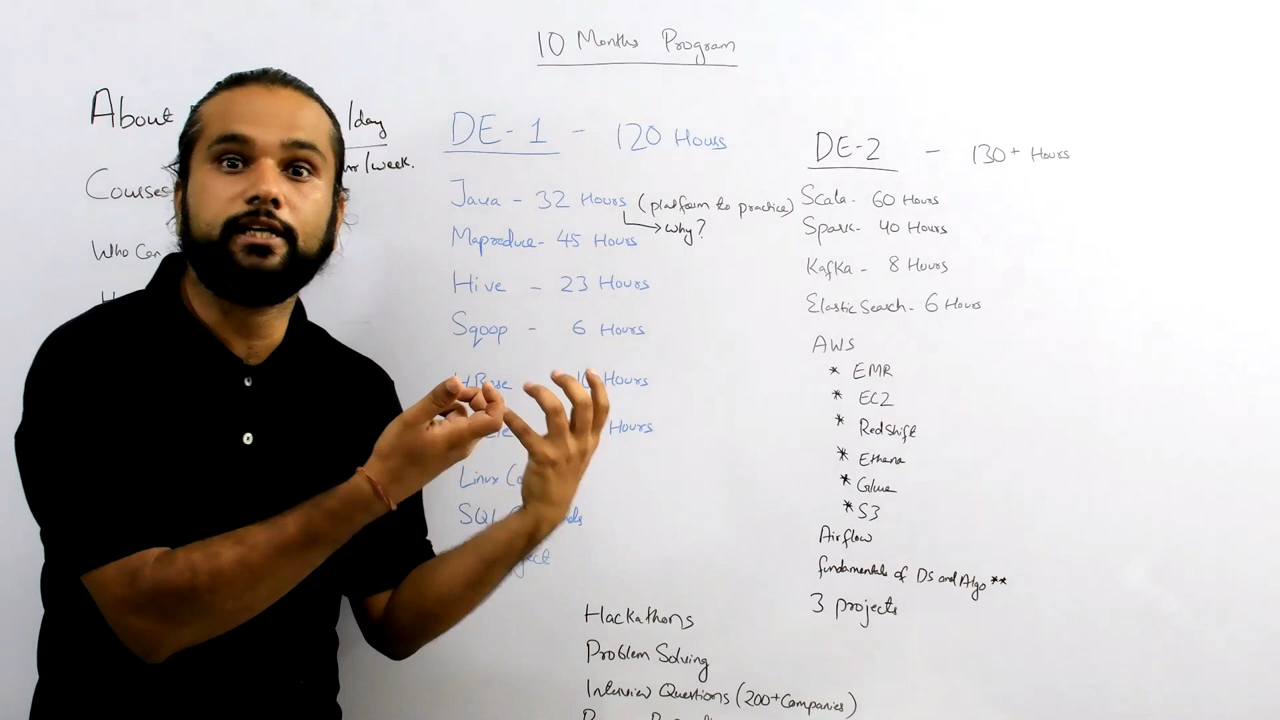 10 Months Program
About
/day
/week.
Courses
Who Can
DE-1 - 120 Hours
Java - 32 Hours (platform to practice)
why?
Mapreduce- 45 Hours
Hive - 23 Hours
Sqoop - 6 Hours
HBase 10 Hours
Hours
Linux
SQL
DE-2 - 130+ Hours
Scala- 60 Hours
Spark- 40 Hours
Kafka - 8 Hours
Elastic Search- 6 Hours
AWS
* EMR
* EC2
* Redshift
* Ethena
* Glue
* S3
Airflow
fundamentals of DS and Algo**
3 projects
Hackathons
Problem Solving
Interview Questions (200+Companies)